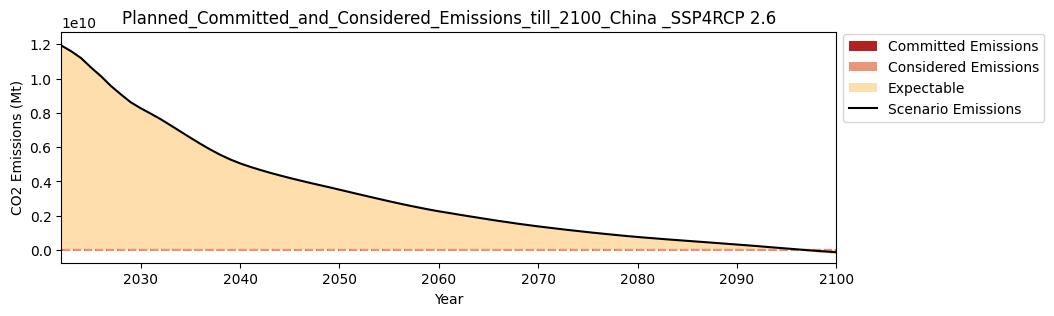 Planned_Committed_and_Considered_Emissions_till_2100_China _SSP4RCP 2.6
1e10
1.2
1.0
0.8
0.6
0.4
0.2
0.0
CO2 Emissions (Mt)
2030 2040 2050 2060 2070 2080 2090 2100
Year
Committed Emissions
Considered Emissions
Expectable
Scenario Emissions